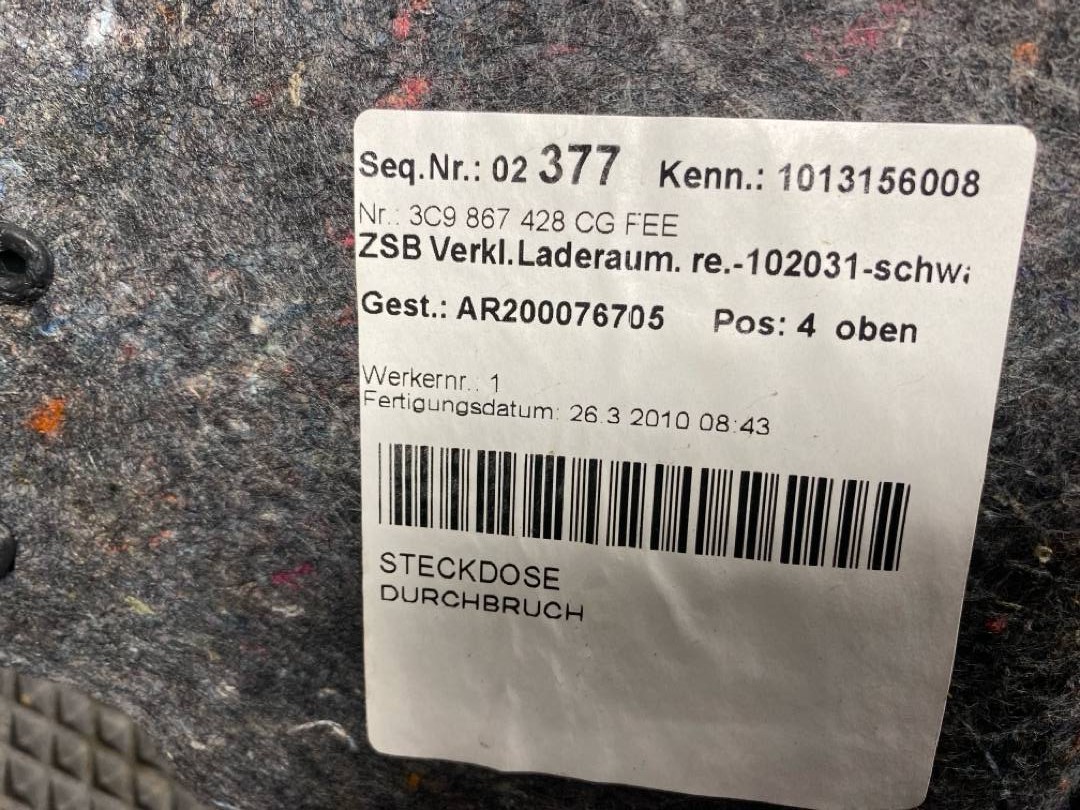 Seq.Nr.: 02 377 Kenn.: 1013156008
Nr.: 3C9 867 428 CG FEE
ZSB Verkl.Laderaum. re.-102031-schwa
Gest.: AR200076705 Pos: 4 oben
Werkernr.: 1
Fertigungsdatum: 26.3 2010 08:43
STECKDOSE
DURCHBRUCH